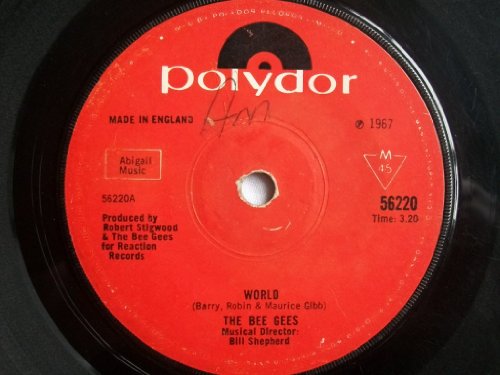 polydor
MADE IN ENGLAND
℗ 1967
Abigail
Music
M
45
56220A
56220
Time: 3.20
Produced by
Robert Stigwood
& The Bee Gees
for Reaction
Records
WORLD
(Barry, Robin & Maurice Gibb)
THE BEE GEES
Musical Director:
Bill Shepherd